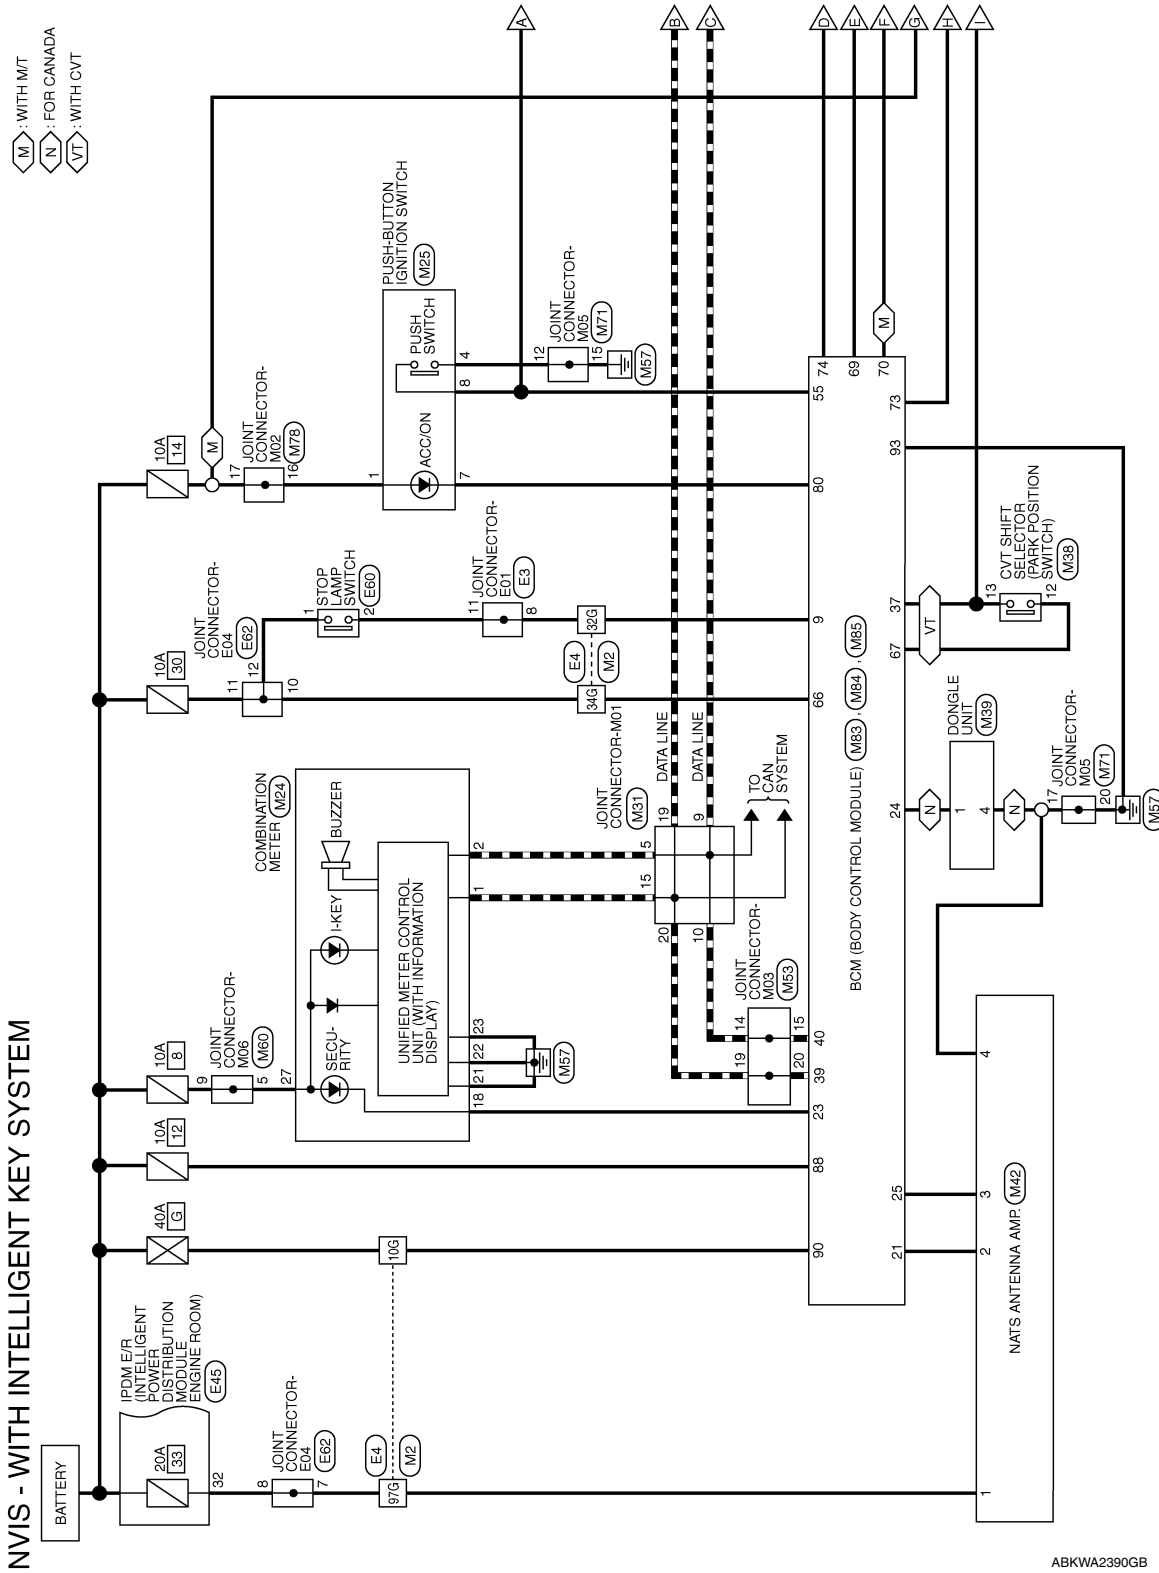 NVIS - WITH INTELLIGENT KEY SYSTEM
M : WITH M/T
N : FOR CANADA
VT : WITH CVT
BATTERY
IPDM E/R
(INTELLIGENT
POWER
DISTRIBUTION
MODULE
ENGINE ROOM)
E45
20A
33
32
8
JOINT
CONNECTOR-
E04
E62
7
E4
M2
97G
1
40A
G
10G
90
10A
12
88
10A
8
9
JOINT
CONNECTOR-
M06
M60
5
27
COMBINATION
METER
M24
SECU-
RITY
I-KEY
BUZZER
UNIFIED METER CONTROL
UNIT (WITH INFORMATION
DISPLAY)
18
21
22
23
1
2
M57
23
JOINT
CONNECTOR-M01
M31
15
5
20
10
19
9
DATA LINE
DATA LINE
TO
CAN
SYSTEM
JOINT
CONNECTOR-
M03
M53
19
14
20
15
39
40
10A
30
JOINT
CONNECTOR-
E04
E62
11
12
10
34G
E4
M2
32G
66
1
STOP
LAMP
SWITCH
E60
2
11
JOINT
CONNECTOR-
E01
E3
8
9
10A
14
M
17
JOINT
CONNECTOR-
M02
M78
16
1
ACC/ON
7
80
PUSH-BUTTON
IGNITION SWITCH
M25
PUSH
SWITCH
8
4
55
12
JOINT
CONNECTOR-
M05
M71
15
M57
A
B
C
D
E
F
G
H
I
74
69
70
M
73
93
BCM (BODY CONTROL MODULE) M83 , M84 , M85
21
25
24
67
37
VT
13
CVT SHIFT
SELECTOR
(PARK POSITION
SWITCH)
M38
12
N
1
DONGLE
UNIT
M39
4
N
17
JOINT
CONNECTOR-
M05
M71
20
M57
2
3
4
NATS ANTENNA AMP. M42
ABKWA2390GB